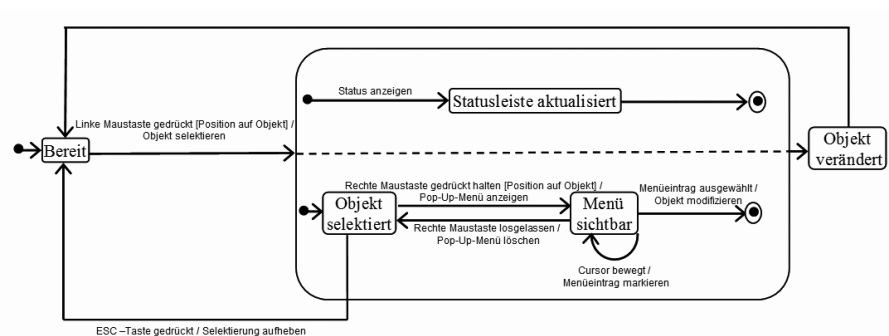 Status anzeigen
Statusleiste aktualisiert
Linke Maustaste gedrückt [Position auf Objekt] /
Objekt selektieren
Bereit
Objekt
verändert
Rechte Maustaste gedrückt halten [Position auf Objekt] /
Pop-Up-Menü anzeigen
Menüeintrag ausgewählt /
Objekt modifizieren
Objekt
selektiert
Menü
sichtbar
Rechte Maustaste losgelassen /
Pop-Up-Menü löschen
Cursor bewegt /
Menüeintrag markieren
ESC –Taste gedrückt / Selektierung aufheben